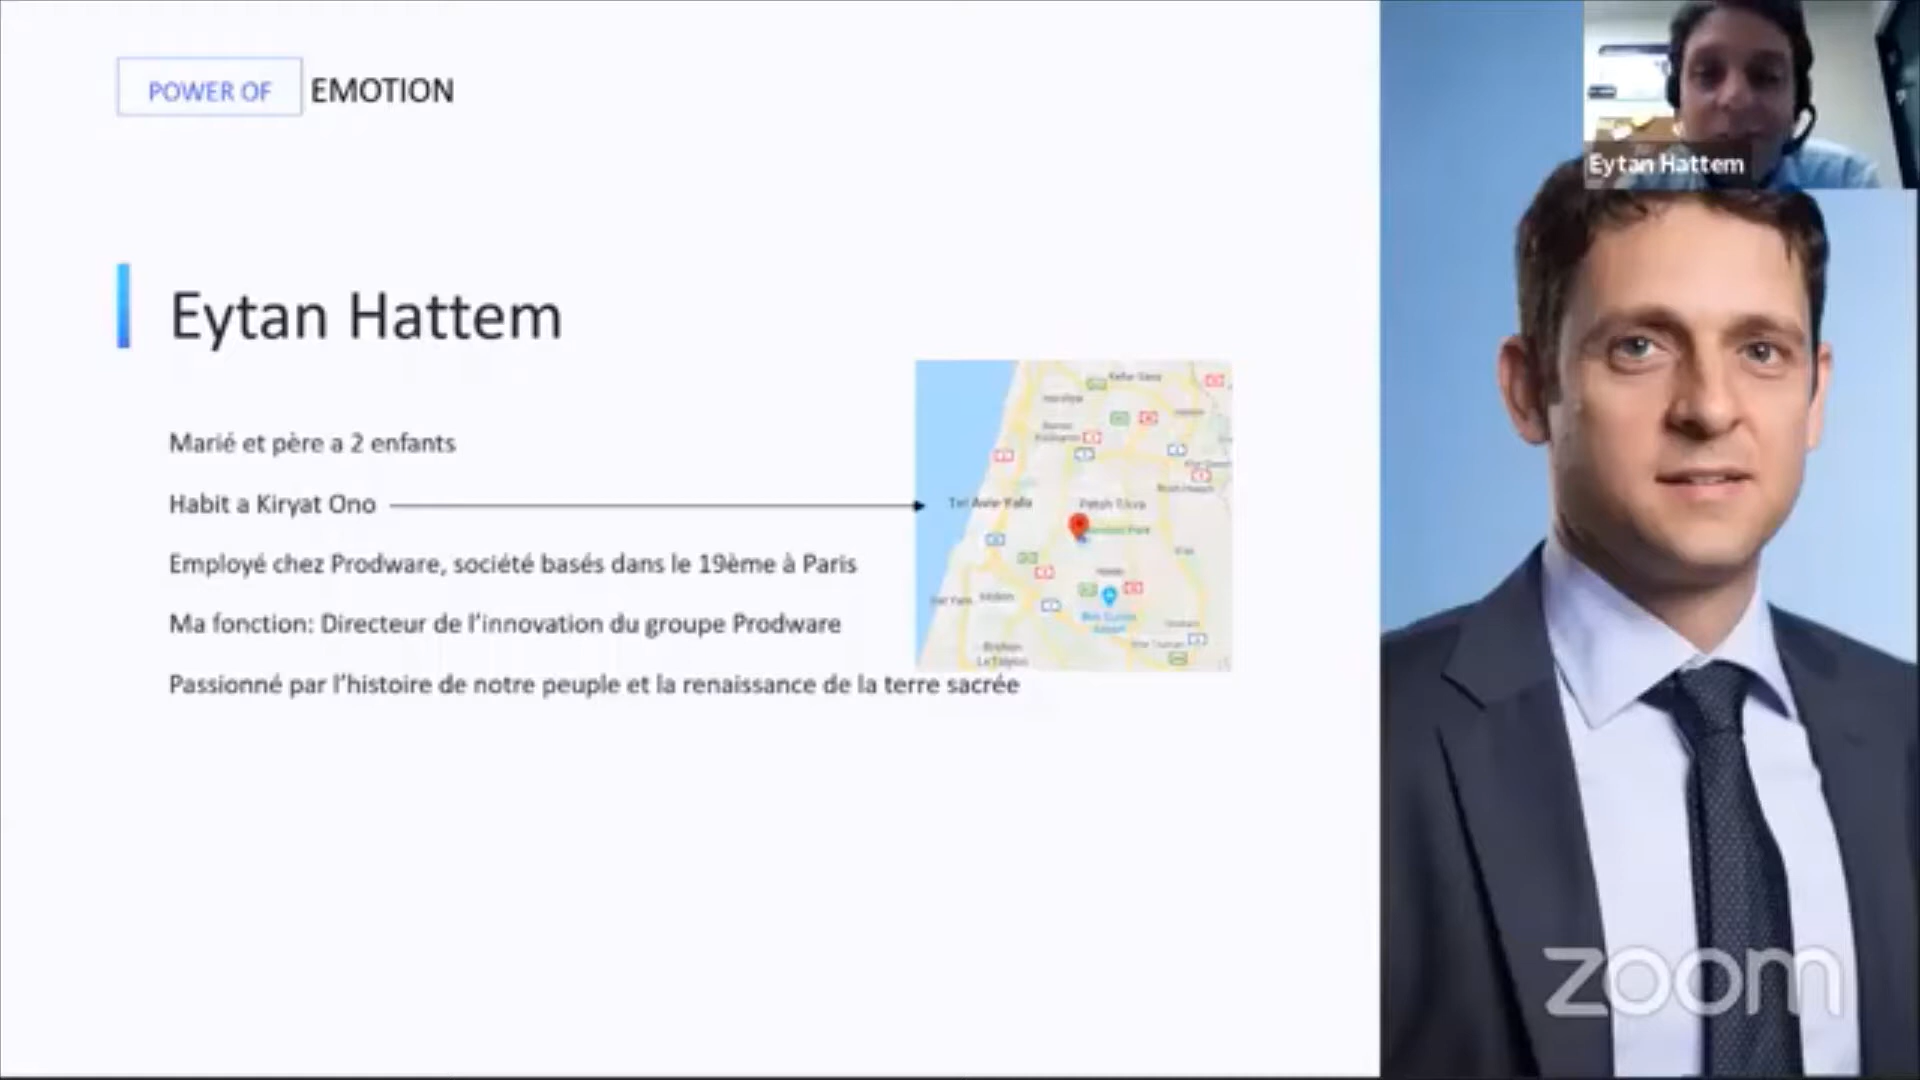 POWER OF EMOTION
Eytan Hattem
Eytan Hattem
Marié et père a 2 enfants
Habit a Kiryat Ono
Employé chez Prodware, société basés dans le 19ème à Paris
Ma fonction: Directeur de l'innovation du groupe Prodware
Passionné par l'histoire de notre peuple et la renaissance de la terre sacrée
Tel Aviv-Yafo
Petah Tikva
zoom